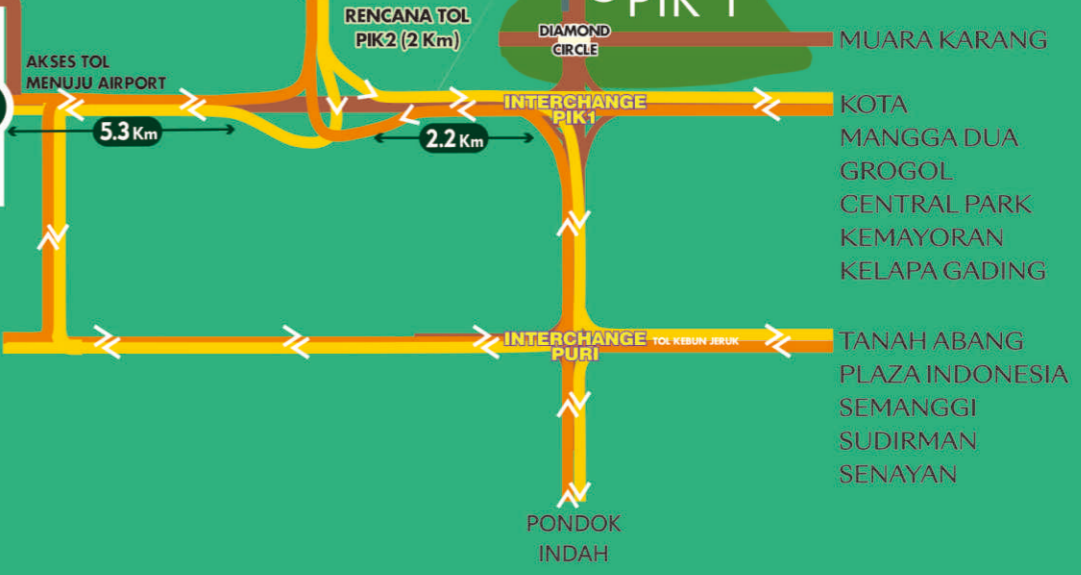 PIK 1
RENCANA TOL
PIK2 (2 Km)
DIAMOND
CIRCLE
MUARA KARANG
AKSES TOL
MENUJU AIRPORT
INTERCHANGE
PIK1
5.3 Km
2.2 Km
KOTA
MANGGA DUA
GROGOL
CENTRAL PARK
KEMAYORAN
KELAPA GADING
INTERCHANGE
PURI
TOL KEBUN JERUK
TANAH ABANG
PLAZA INDONESIA
SEMANGGI
SUDIRMAN
SENAYAN
PONDOK
INDAH